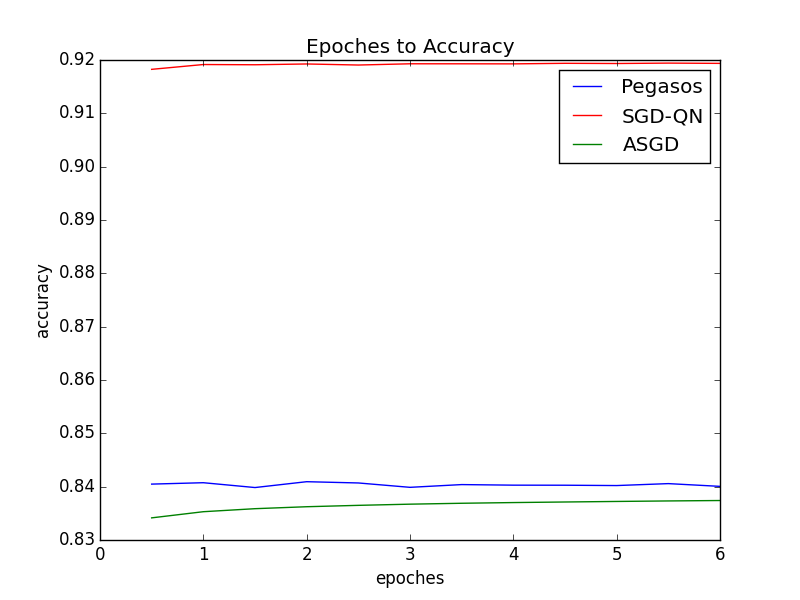 Epoches to Accuracy
0.92
0.91
0.90
0.89
0.88
0.87
0.86
0.85
0.84
0.83
accuracy
Pegasos
SGD-QN
ASGD
0 1 2 3 4 5 6
epoches